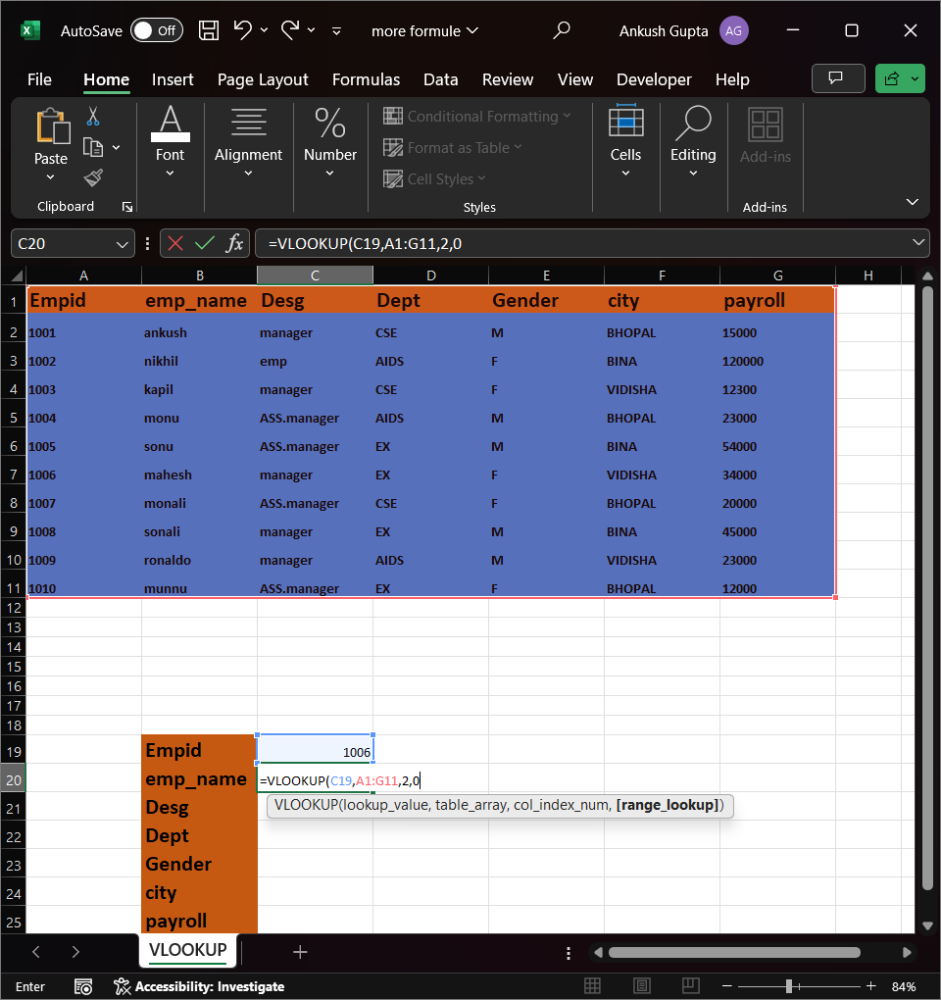 AutoSave Off more formule Ankush Gupta AG
File Home Insert Page Layout Formulas Data Review View Developer Help
Paste Font Alignment Number Conditional Formatting Cells Editing Add-ins
Format as Table
Cell Styles
Clipboard Styles Add-ins
C20 fx =VLOOKUP(C19,A1:G11,2,0
A B C D E F G H
1 Empid emp_name Desg Dept Gender city payroll
2 1001 ankush manager CSE M BHOPAL 15000
3 1002 nikhil emp AIDS F BINA 120000
4 1003 kapil manager CSE F VIDISHA 12300
5 1004 monu ASS.manager AIDS M BHOPAL 23000
6 1005 sonu ASS.manager EX M BINA 54000
7 1006 mahesh manager EX F VIDISHA 34000
8 1007 monali ASS.manager CSE F BHOPAL 20000
9 1008 sonali manager EX M BINA 45000
10 1009 ronaldo manager AIDS M VIDISHA 23000
11 1010 munnu ASS.manager EX F BHOPAL 12000
12
13
14
15
16
17
18
19 Empid 1006
20 emp_name =VLOOKUP(C19,A1:G11,2,0
21 Desg VLOOKUP(lookup_value, table_array, col_index_num, [range_lookup])
22 Dept
23 Gender
24 city
25 payroll
VLOOKUP
Enter Accessibility: Investigate 84%